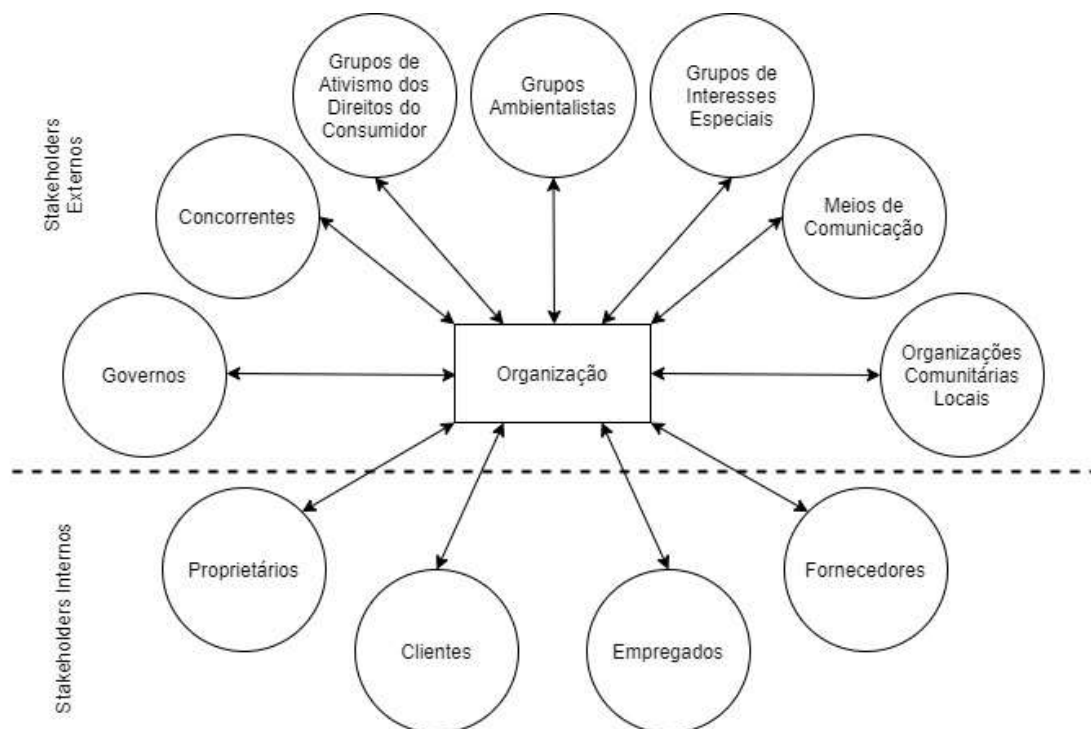 Grupos de
Ativismo dos
Direitos do
Consumidor
Grupos
Ambientalistas
Grupos de
Interesses
Especiais
Stakeholders
Externos
Concorrentes
Meios de
Comunicação
Governos
Organização
Organizações
Comunitárias
Locais
Stakeholders Internos
Proprietários
Fornecedores
Clientes
Empregados